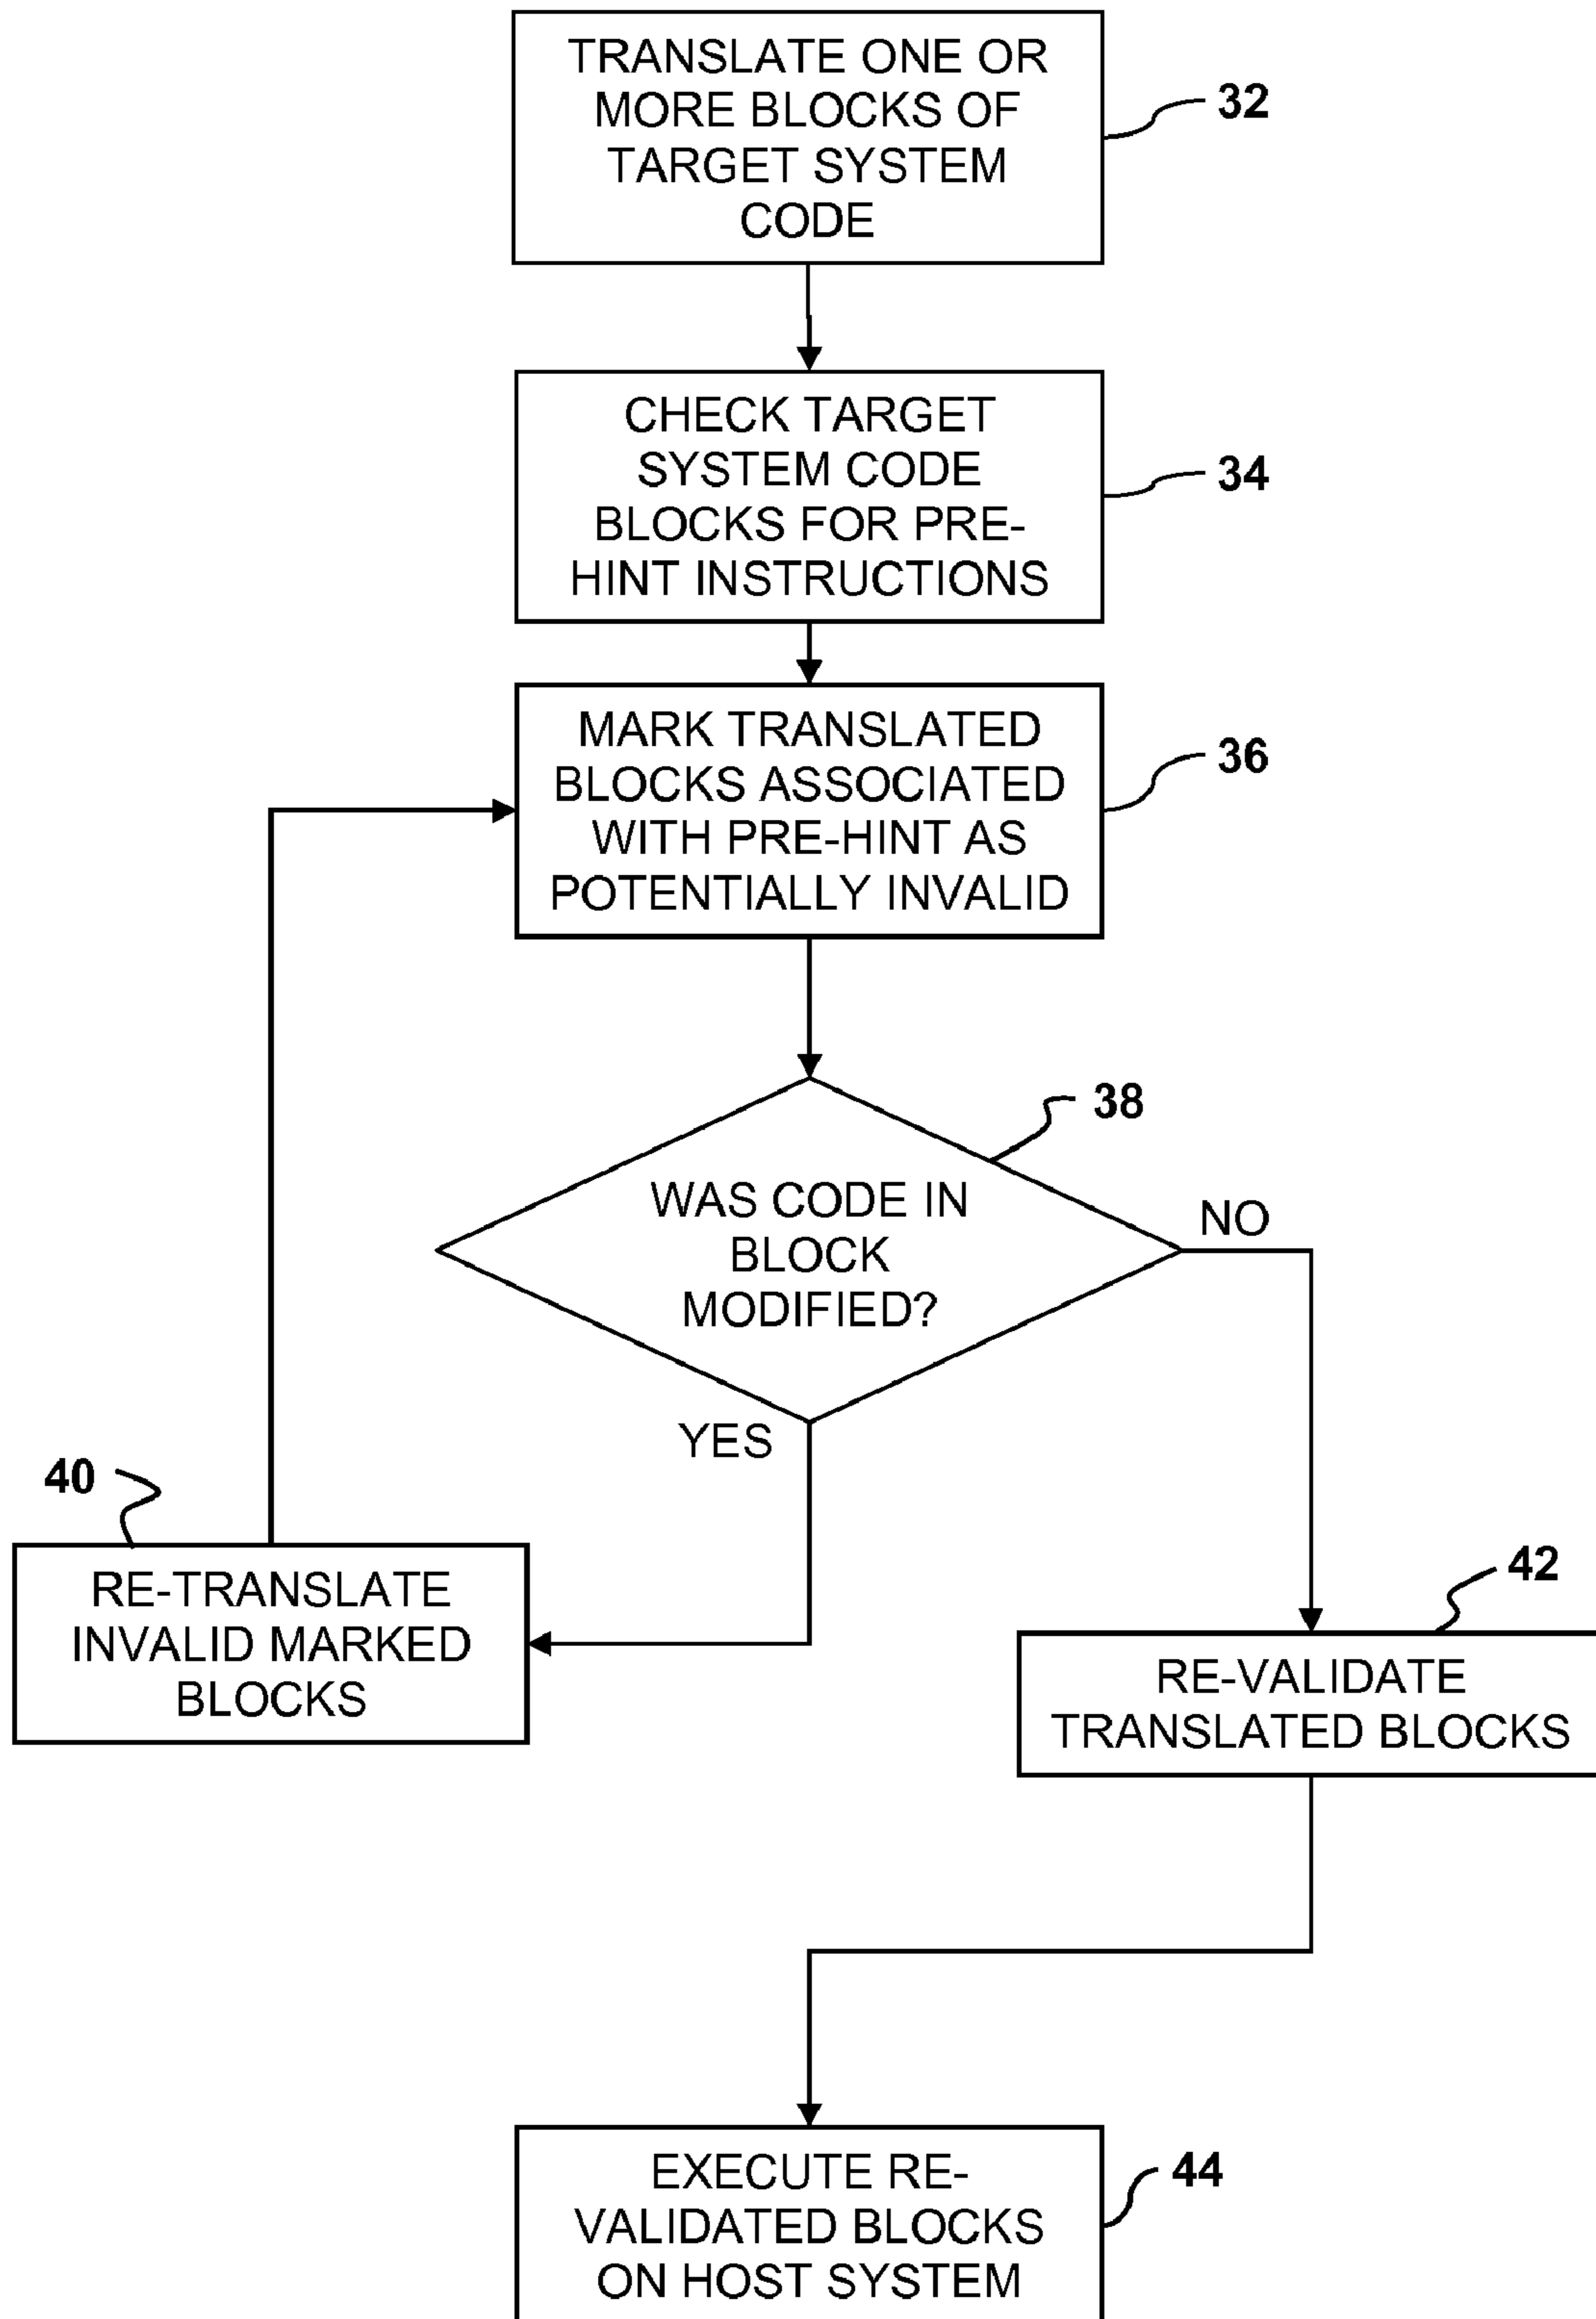 TRANSLATE ONE OR
MORE BLOCKS OF
TARGET SYSTEM
CODE
32
CHECK TARGET
SYSTEM CODE
BLOCKS FOR PRE-
HINT INSTRUCTIONS
34
MARK TRANSLATED
BLOCKS ASSOCIATED
WITH PRE-HINT AS
POTENTIALLY INVALID
36
38
WAS CODE IN
BLOCK
MODIFIED?
NO
YES
40
RE-TRANSLATE
INVALID MARKED
BLOCKS
42
RE-VALIDATE
TRANSLATED BLOCKS
EXECUTE RE-
VALIDATED BLOCKS
ON HOST SYSTEM
44